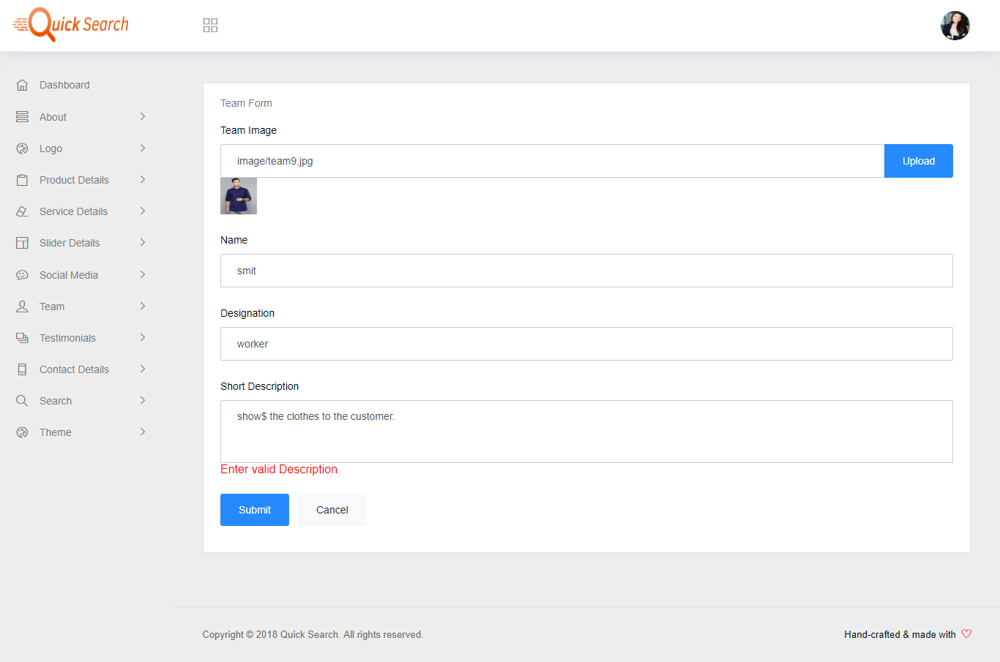 Quick Search
Dashboard
About
Logo
Product Details
Service Details
Slider Details
Social Media
Team
Testimonials
Contact Details
Search
Theme
Team Form
Team Image
image/team9.jpg
Upload
Name
smit
Designation
worker
Short Description
show$ the clothes to the customer.
Enter valid Description
Submit Cancel
Copyright © 2018 Quick Search. All rights reserved.
Hand-crafted & made with